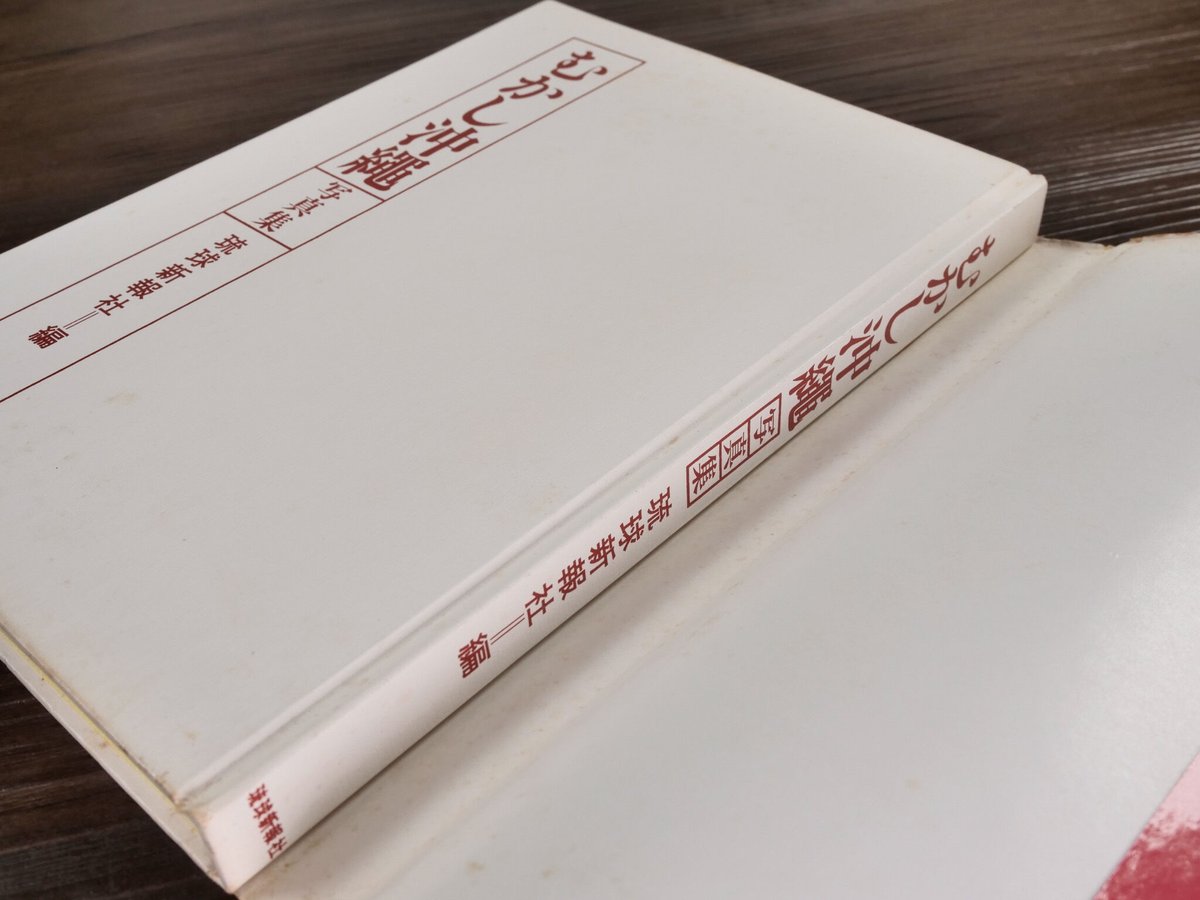 むかし沖縄
写真集
琉球新報社＝編
むかし沖繩
写真集
琉球新報社＝編
琉球新報社